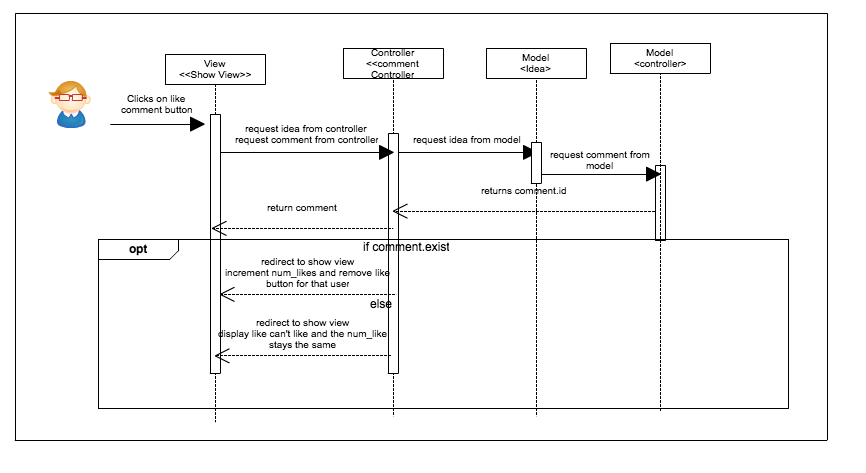 View
<<Show View>>
Controller
<<comment
Controller
Model
<Idea>
Model
<controller>
Clicks on like
comment button
request idea from controller
request comment from controller
request idea from model
request comment from
model
returns comment.id
return comment
opt
if comment.exist
redirect to show view
increment num_likes and remove like
button for that user
else
redirect to show view
display like can't like and the num_like
stays the same